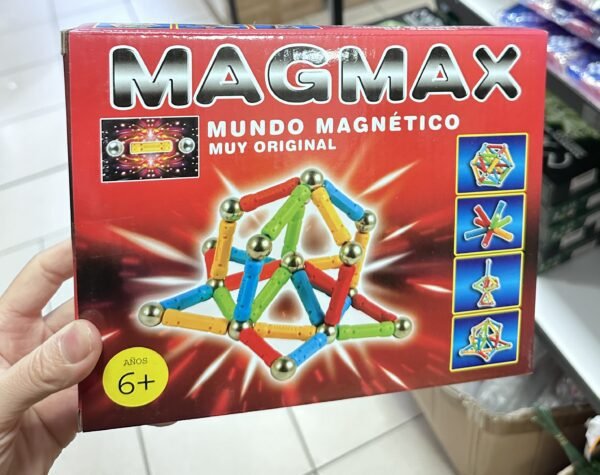 MAGMAX
MUNDO MAGNÉTICO
MUY ORIGINAL
AÑOS
6+